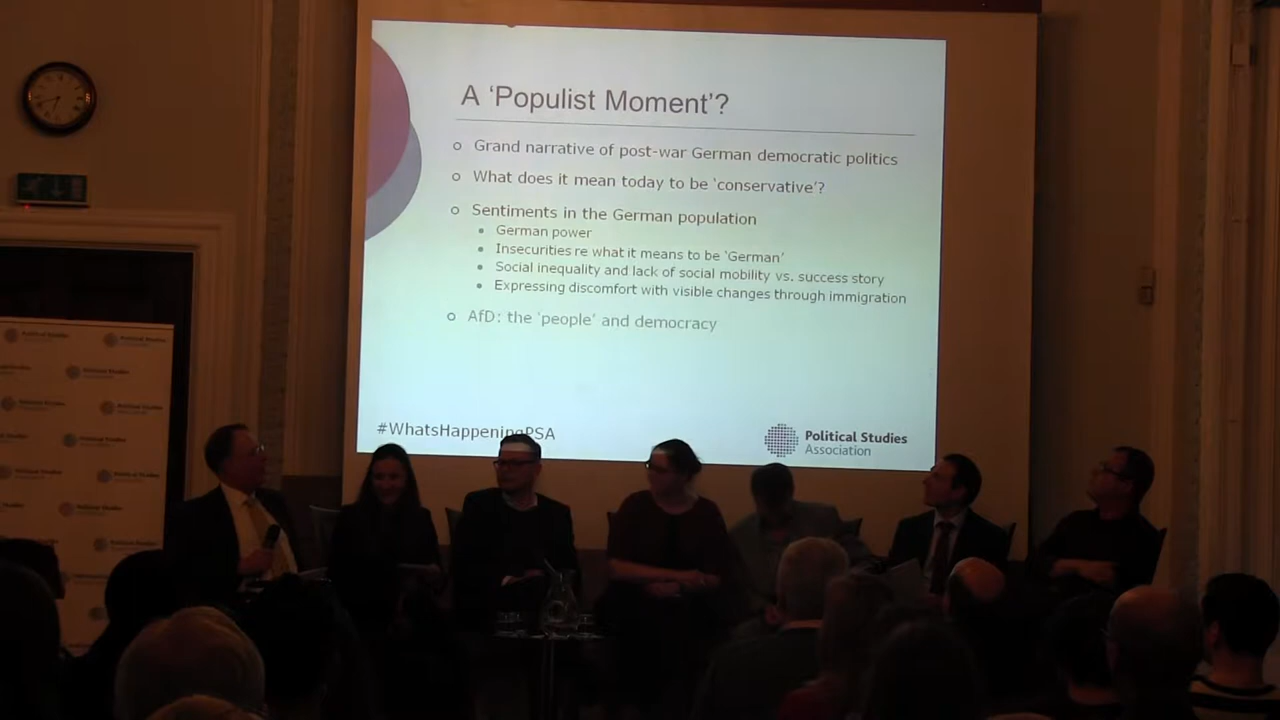 A ‘Populist Moment’?
Grand narrative of post-war German democratic politics
What does it mean today to be ‘conservative’?
Sentiments in the German population
German power
Insecurities re what it means to be ‘German’
Social inequality and lack of social mobility vs. success story
Expressing discomfort with visible changes through immigration
AfD: the ‘people’ and democracy
#WhatsHappeningPSA
Political Studies
Association